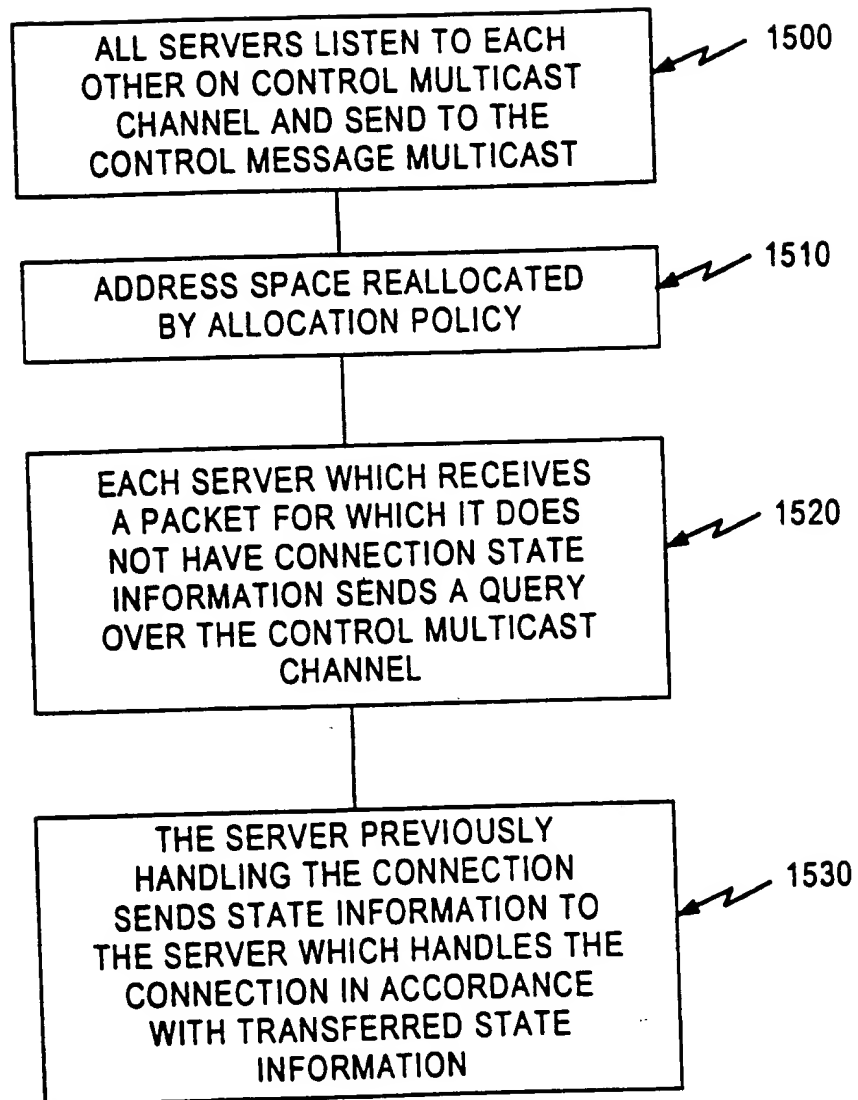 ALL SERVERS LISTEN TO EACH
OTHER ON CONTROL MULTICAST
CHANNEL AND SEND TO THE
CONTROL MESSAGE MULTICAST
1500
ADDRESS SPACE REALLOCATED
BY ALLOCATION POLICY
1510
EACH SERVER WHICH RECEIVES
A PACKET FOR WHICH IT DOES
NOT HAVE CONNECTION STATE
INFORMATION SENDS A QUERY
OVER THE CONTROL MULTICAST
CHANNEL
1520
THE SERVER PREVIOUSLY
HANDLING THE CONNECTION
SENDS STATE INFORMATION TO
THE SERVER WHICH HANDLES THE
CONNECTION IN ACCORDANCE
WITH TRANSFERRED STATE
INFORMATION
1530